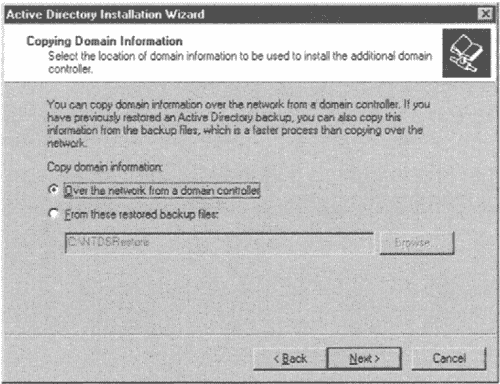 Active Directory Installation Wizard
Copying Domain Information
Select the location of domain information to be used to install the additional domain
controller.
You can copy domain information over the network from a domain controller. If you
have previously restored an Active Directory backup, you can also copy this
information from the backup files, which is a faster process than copying over the
network.
Copy domain information:
Over the network from a domain controller
From these restored backup files:
C:\NTDSRestore
Browse...
< Back
Next >
Cancel